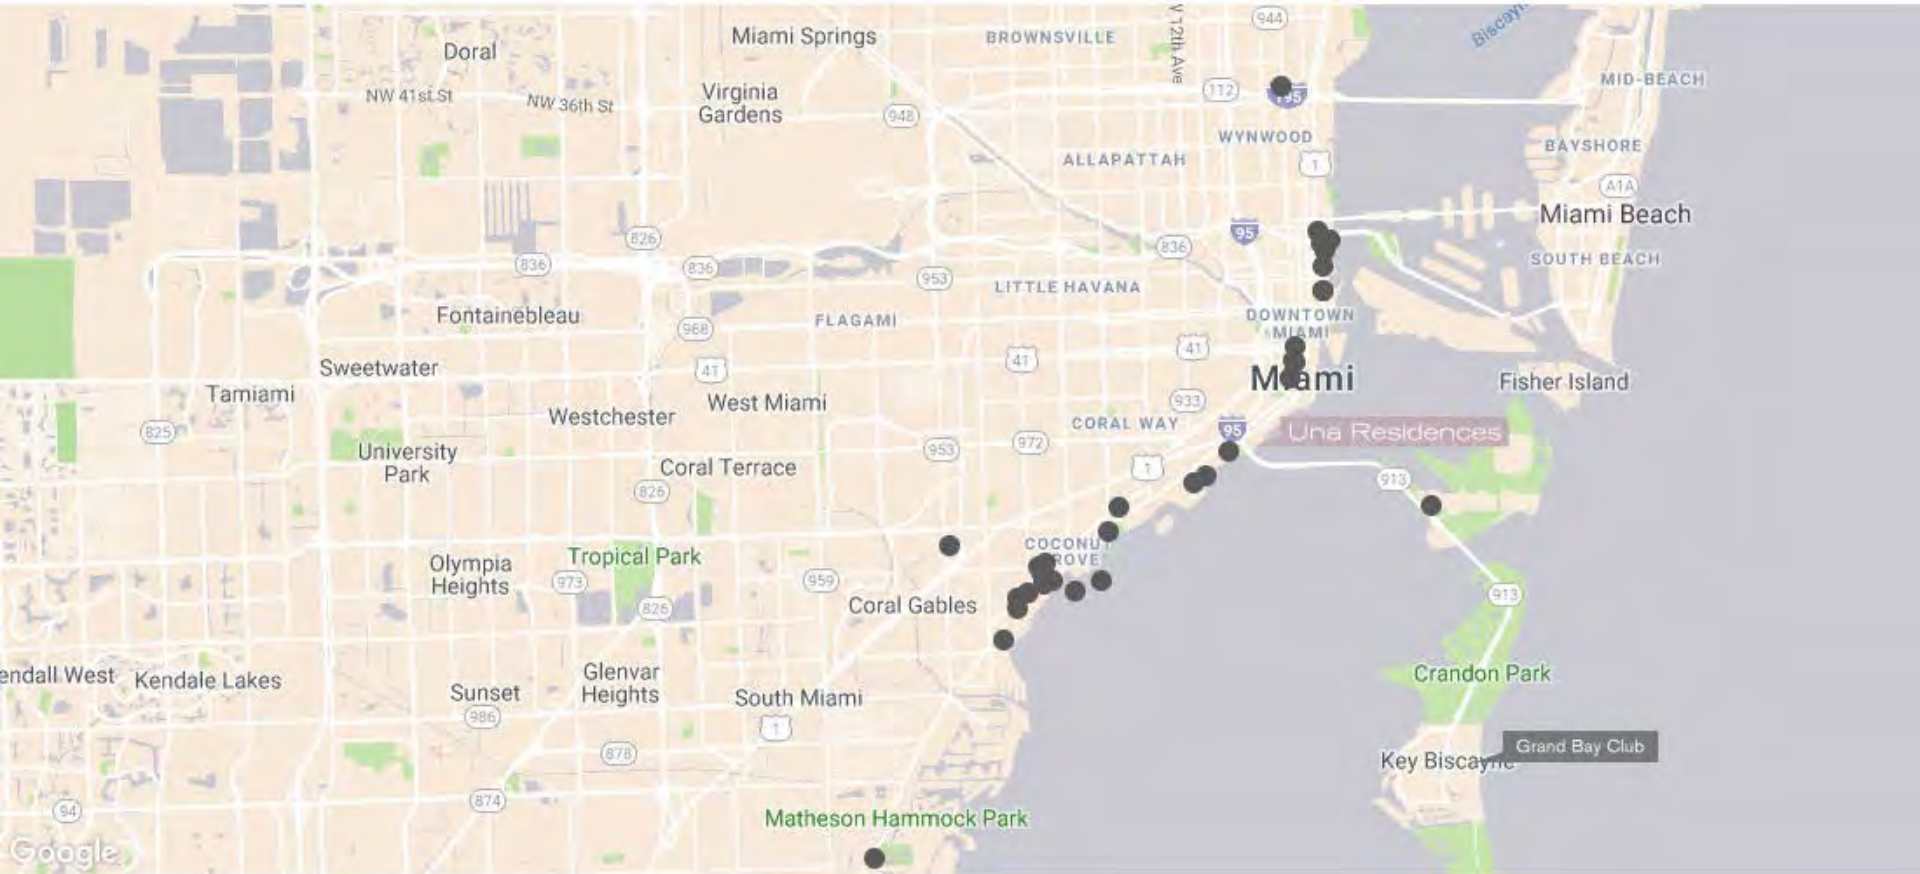 944
Biscayn
Miami Springs
BROWNSVILLE
V 12th Ave
Doral
MID-BEACH
NW 41st St
NW 36th St
Virginia
Gardens
112
195
948
WYNWOOD
BAYSHORE
ALLAPATTAH
1
A1A
Miami Beach
826
95
836
836
836
SOUTH BEACH
953
LITTLE HAVANA
Fontainebleau
FLAGAMI
DOWNTOWN
MIAMI
968
41
41
41
Sweetwater
Miami
Fisher Island
Tamiami
West Miami
933
Westchester
CORAL WAY
95
Una Residences
825
University
Park
953
972
Coral Terrace
1
913
826
COCONUT
ROVE
Tropical Park
Olympia
Heights
973
959
913
826
Coral Gables
endall West
Kendale Lakes
Glenvar
Heights
Crandon Park
Sunset
South Miami
986
1
878
Grand Bay Club
Key Biscayne
874
94
Matheson Hammock Park
Google